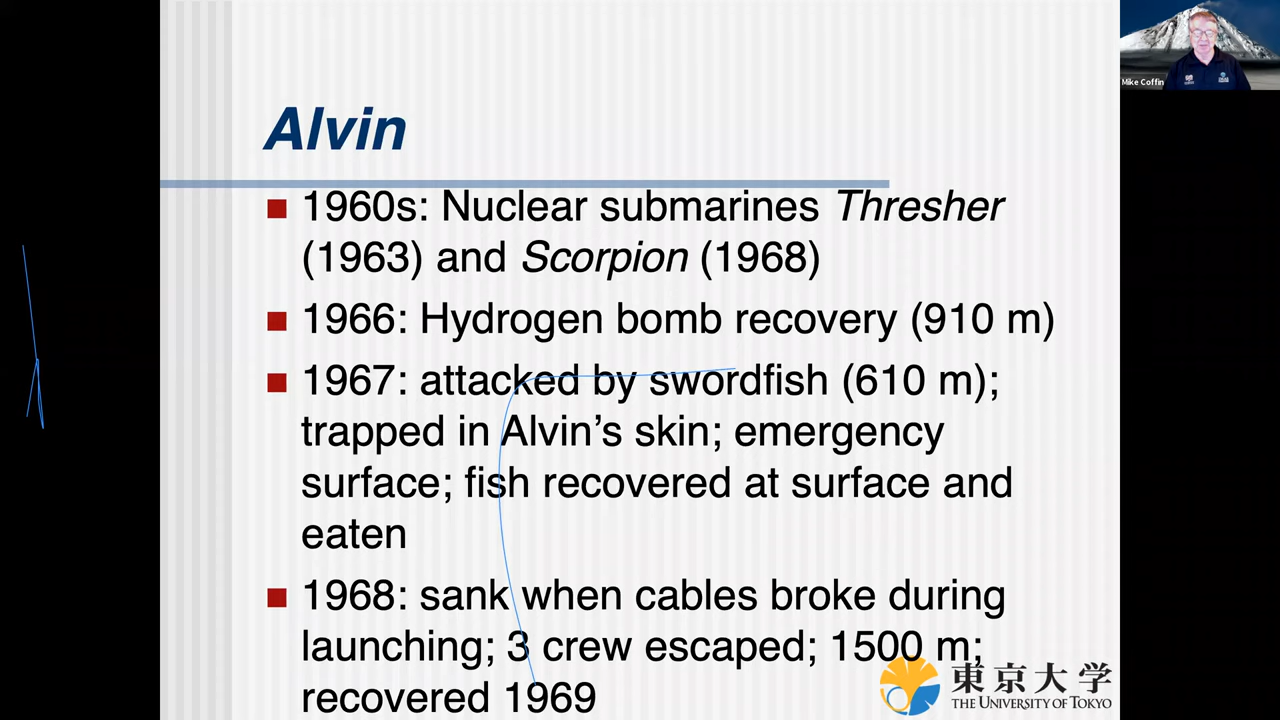 Alvin
1960s: Nuclear submarines Thresher
(1963) and Scorpion (1968)
1966: Hydrogen bomb recovery (910 m)
1967: attacked by swordfish (610 m);
trapped in Alvin’s skin; emergency
surface; fish recovered at surface and
eaten
1968: sank when cables broke during
launching; 3 crew escaped; 1500 m;
recovered 1969
東京大学
THE UNIVERSITY OF TOKYO
Mike Coffin